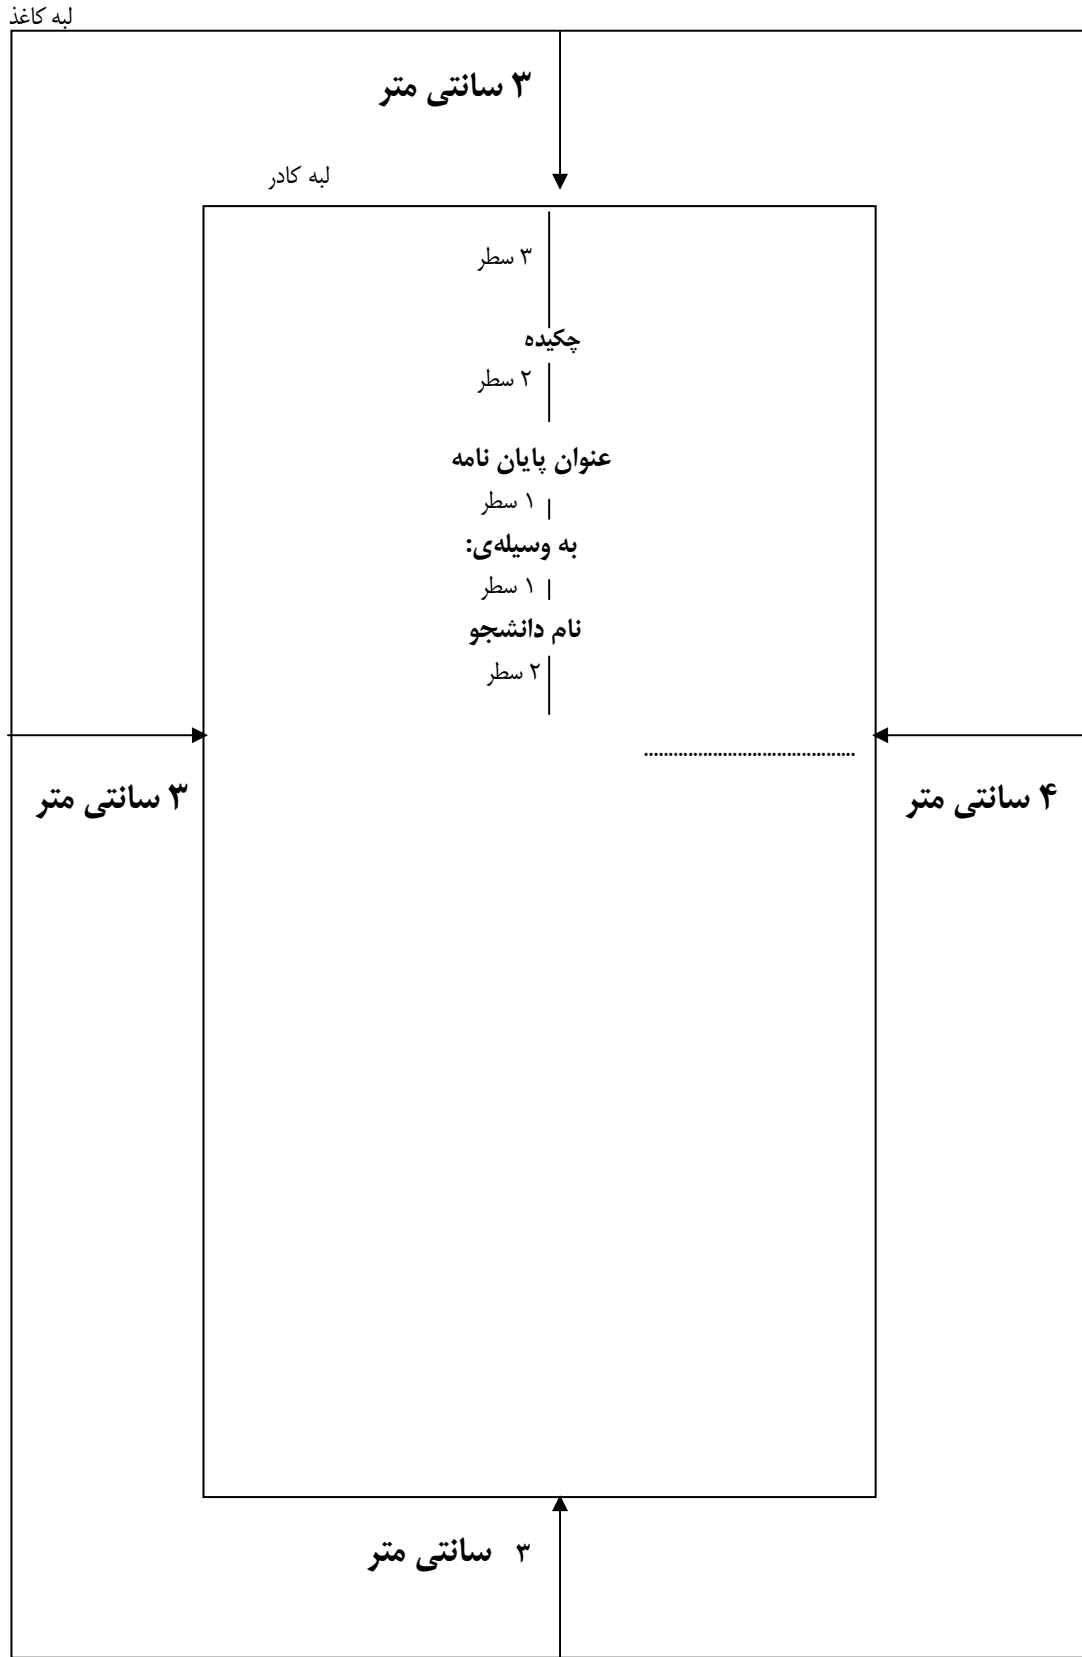 لبه کاغذ
۳ سانتی متر
لبه کادر
۳ سطر
چکیده
۲ سطر
عنوان پایان نامه
۱ سطر
به وسیله‌ی:
۱ سطر
نام دانشجو
۲ سطر
...........................................
۴ سانتی متر
۳ سانتی متر
۳ سانتی متر